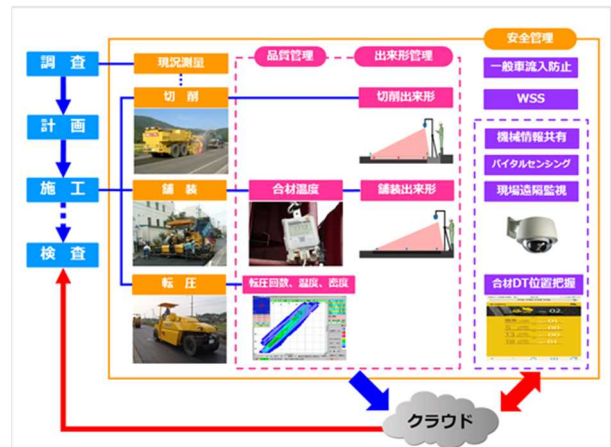 安全管理
品質管理
出来形管理
調　査
現況測量
一般車流入防止
切　削
切削出来形
WSS
計　画
機械情報共有
バイタルセンシング
施　工
舗　装
合材温度
舗装出来形
現場遠隔監視
検　査
転　圧
転圧回数、温度、密度
合材DT位置把握
クラウド